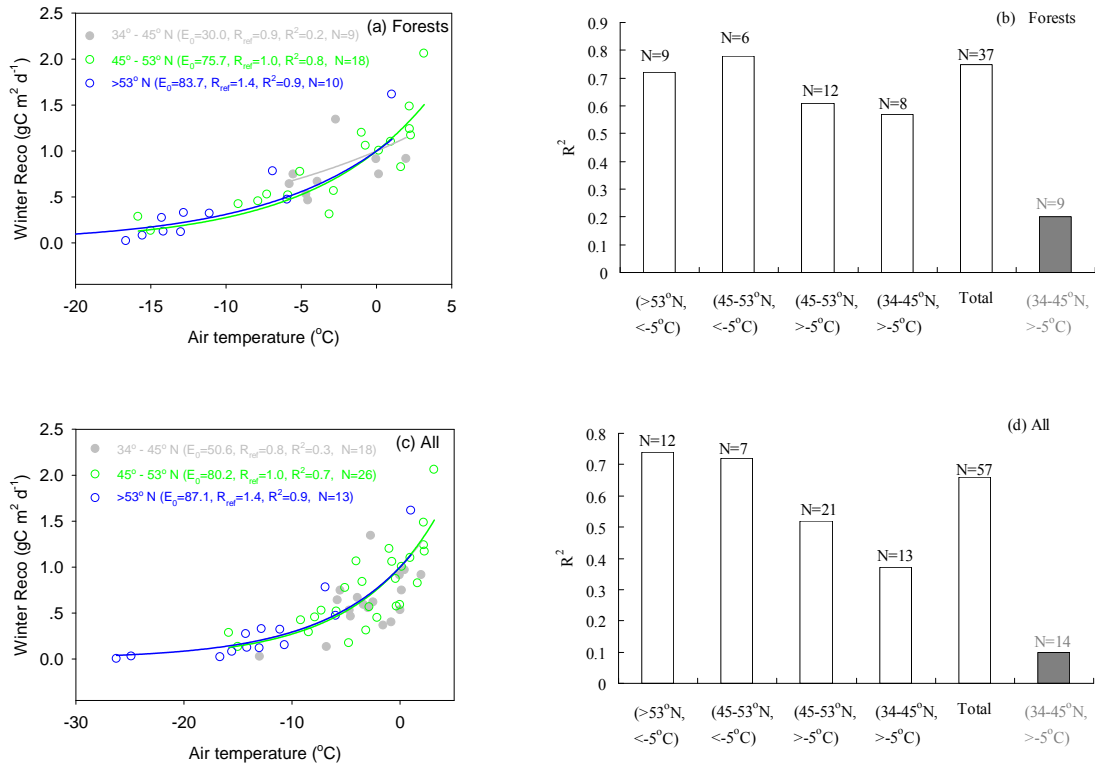 (a) Forests
34° - 45° N (E0=30.0, Rref=0.9, R2=0.2, N=9)
45° - 53° N (E0=75.7, Rref=1.0, R2=0.8, N=18)
>53° N (E0=83.7, Rref=1.4, R2=0.9, N=10)
Winter Reco (gC m-2 d-1)
2.5
2.0
1.5
1.0
.5
0.0
-20 -15 -10 -5 0 5
Air temperature (°C)
(b) Forests
R2
0.9
0.8
0.7
0.6
0.5
0.4
0.3
0.2
0.1
0
N=9 N=6 N=12 N=8 N=37 N=9
(>53°N, (45-53°N, (45-53°N, (34-45°N, Total (34-45°N,
<-5°C) <-5°C) >-5°C) >-5°C) >-5°C)
(c) All
34° - 45° N (E0=50.6, Rref=0.8, R2=0.3, N=18)
45° - 53° N (E0=80.2, Rref=1.0, R2=0.7, N=26)
>53° N (E0=87.1, Rref=1.4, R2=0.9, N=13)
Winter Reco (gC m-2 d-1)
2.5
2.0
1.5
1.0
.5
0.0
-30 -20 -10 0
Air temperature (°C)
(d) All
R2
0.8
0.7
0.6
0.5
0.4
0.3
0.2
0.1
0
N=12 N=7 N=21 N=13 N=57 N=14
(>53°N, (45-53°N, (45-53°N, (34-45°N, Total (34-45°N,
<-5°C) <-5°C) >-5°C) >-5°C) >-5°C)